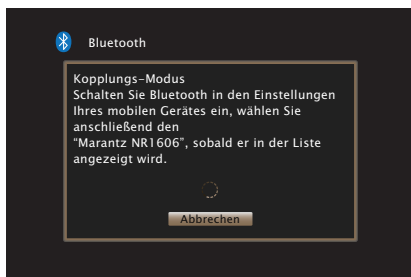 Bluetooth
Kopplungs-Modus
Schalten Sie Bluetooth in den Einstellungen
Ihres mobilen Gerätes ein, wählen Sie
anschließend den
“Marantz NR1606”, sobald er in der Liste
angezeigt wird.
Abbrechen